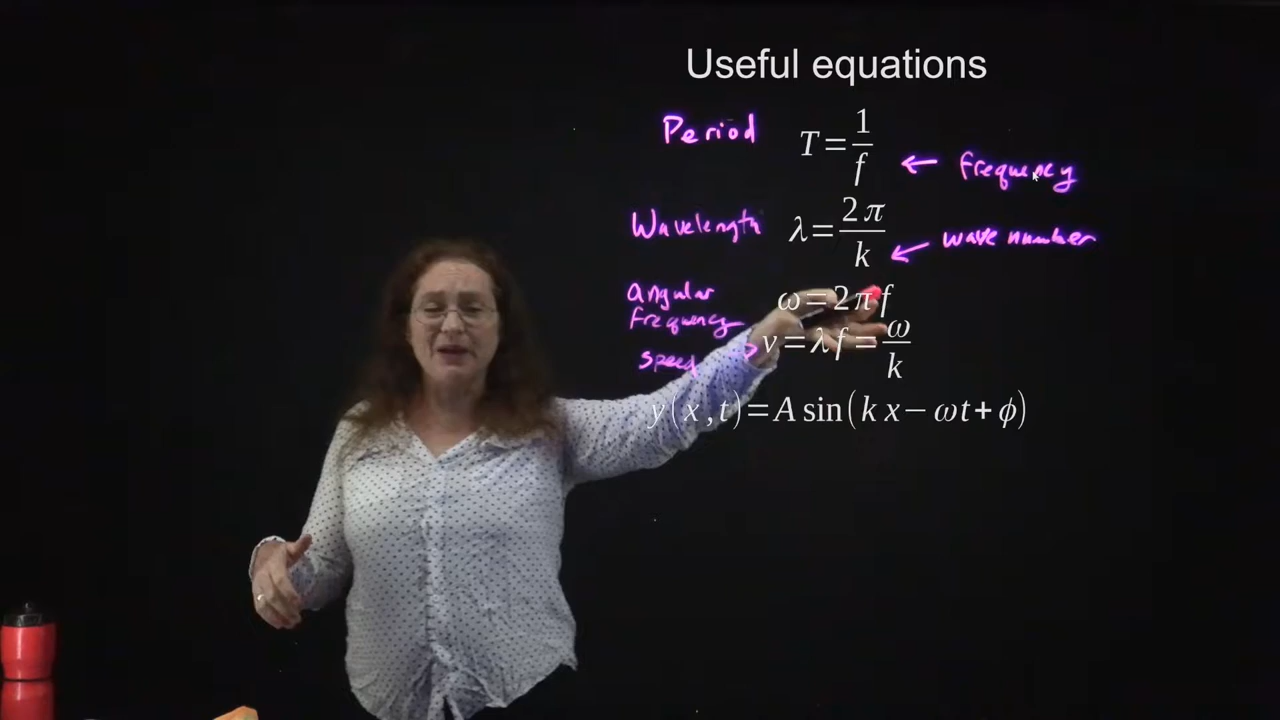 Useful equations
Period T = 1/f ← frequency
Wavelength λ = 2π/k ← wave number
angular frequency ω = 2πf
speed → v = λf = ω/k
y(x,t) = A sin(kx − ωt + ϕ)